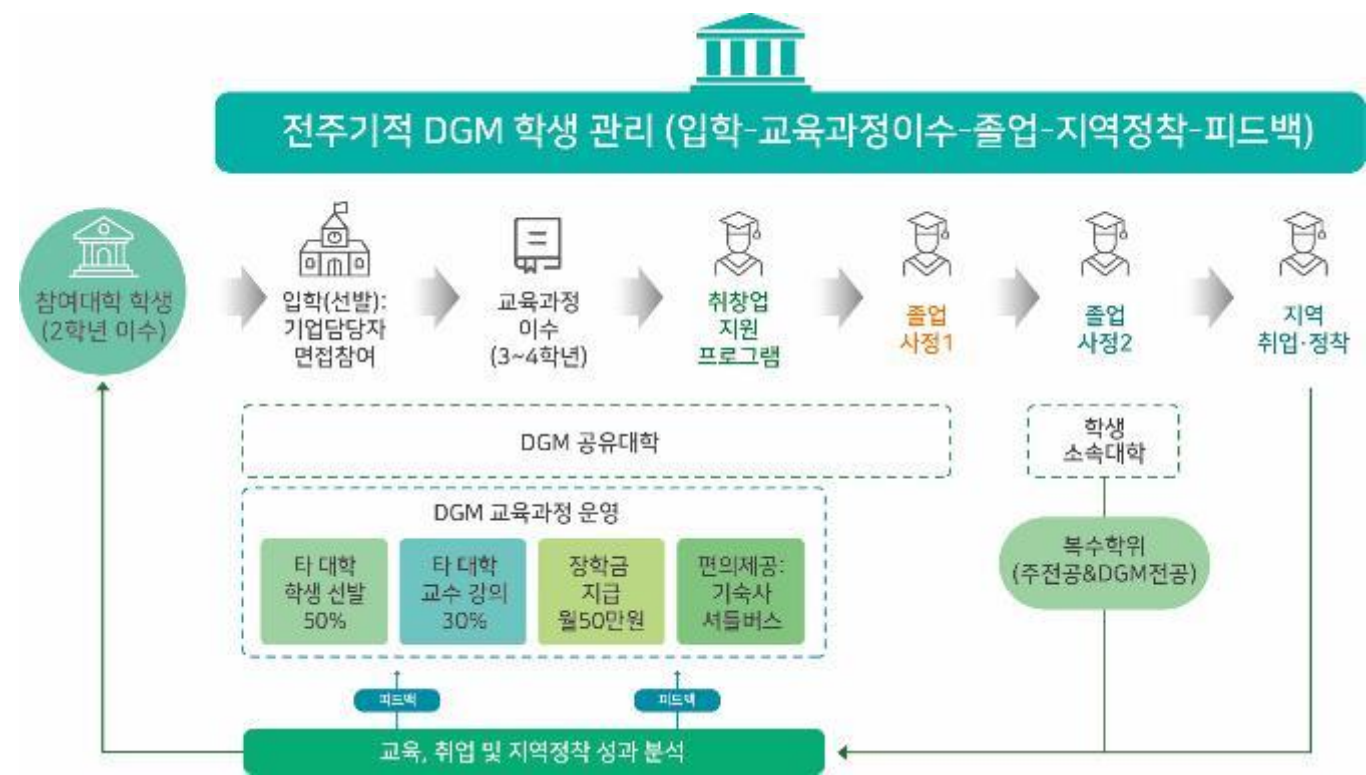 전주기적 DGM 학생 관리 (입학-교육과정이수-졸업-지역정착-피드백)
참여대학 학생
(2학년 이수)
입학(선발):
기업담당자
면접참여
교육과정
이수
(3~4학년)
취창업
지원
프로그램
졸업
사정1
졸업
사정2
지역
취업·정착
DGM 공유대학
학생
소속대학
DGM 교육과정 운영
타 대학
학생 선발
50%
타 대학
교수 강의
30%
장학금
지급
월50만원
편의제공:
기숙사
셔틀버스
복수학위
(주전공&DGM전공)
피드백
피드백
교육, 취업 및 지역정착 성과 분석